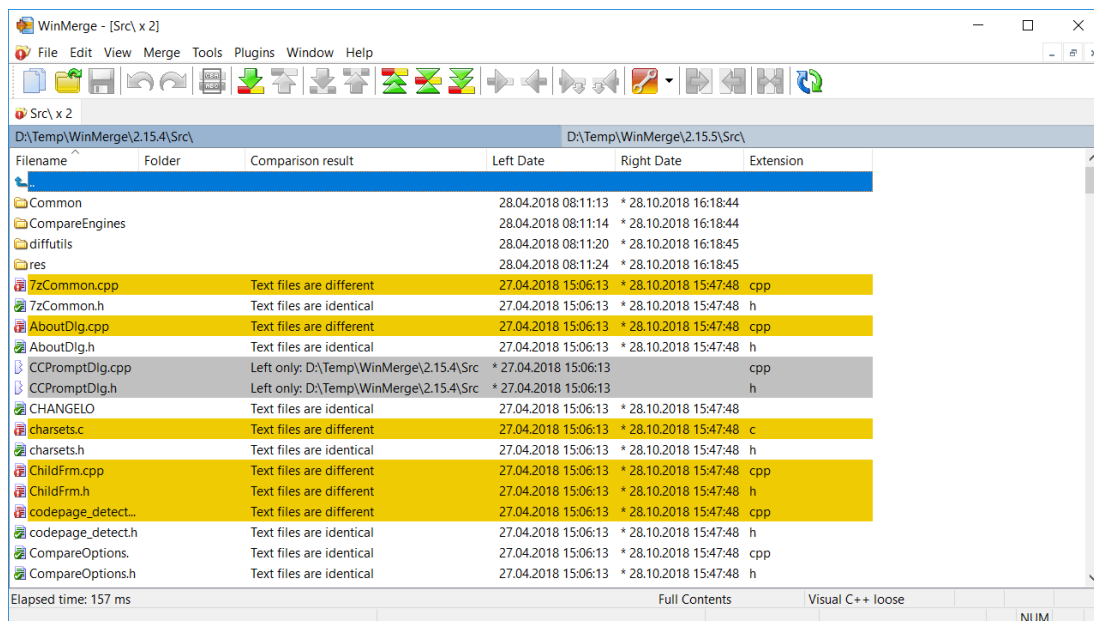 WinMerge - [Src\ x 2]
File Edit View Merge Tools Plugins Window Help
Src\ x 2
D:\Temp\WinMerge\2.15.4\Src\ D:\Temp\WinMerge\2.15.5\Src\
Filename Folder Comparison result Left Date Right Date Extension
..
Common 28.04.2018 08:11:13 * 28.10.2018 16:18:44
CompareEngines 28.04.2018 08:11:14 * 28.10.2018 16:18:44
diffutils 28.04.2018 08:11:20 * 28.10.2018 16:18:45
res 28.04.2018 08:11:24 * 28.10.2018 16:18:45
7zCommon.cpp Text files are different 27.04.2018 15:06:13 * 28.10.2018 15:47:48 cpp
7zCommon.h Text files are identical 27.04.2018 15:06:13 * 28.10.2018 15:47:48 h
AboutDlg.cpp Text files are different 27.04.2018 15:06:13 * 28.10.2018 15:47:48 cpp
AboutDlg.h Text files are identical 27.04.2018 15:06:13 * 28.10.2018 15:47:48 h
CCPromptDlg.cpp Left only: D:\Temp\WinMerge\2.15.4\Src * 27.04.2018 15:06:13 cpp
CCPromptDlg.h Left only: D:\Temp\WinMerge\2.15.4\Src * 27.04.2018 15:06:13 h
CHANGELO Text files are identical 27.04.2018 15:06:13 * 28.10.2018 15:47:48
charsets.c Text files are different 27.04.2018 15:06:13 * 28.10.2018 15:47:48 c
charsets.h Text files are identical 27.04.2018 15:06:13 * 28.10.2018 15:47:48 h
ChildFrm.cpp Text files are different 27.04.2018 15:06:13 * 28.10.2018 15:47:48 cpp
ChildFrm.h Text files are different 27.04.2018 15:06:13 * 28.10.2018 15:47:48 h
codepage_detect... Text files are different 27.04.2018 15:06:13 * 28.10.2018 15:47:48 cpp
codepage_detect.h Text files are identical 27.04.2018 15:06:13 * 28.10.2018 15:47:48 h
CompareOptions. Text files are identical 27.04.2018 15:06:13 * 28.10.2018 15:47:48 cpp
CompareOptions.h Text files are identical 27.04.2018 15:06:13 * 28.10.2018 15:47:48 h
Elapsed time: 157 ms Full Contents Visual C++ loose
NUM